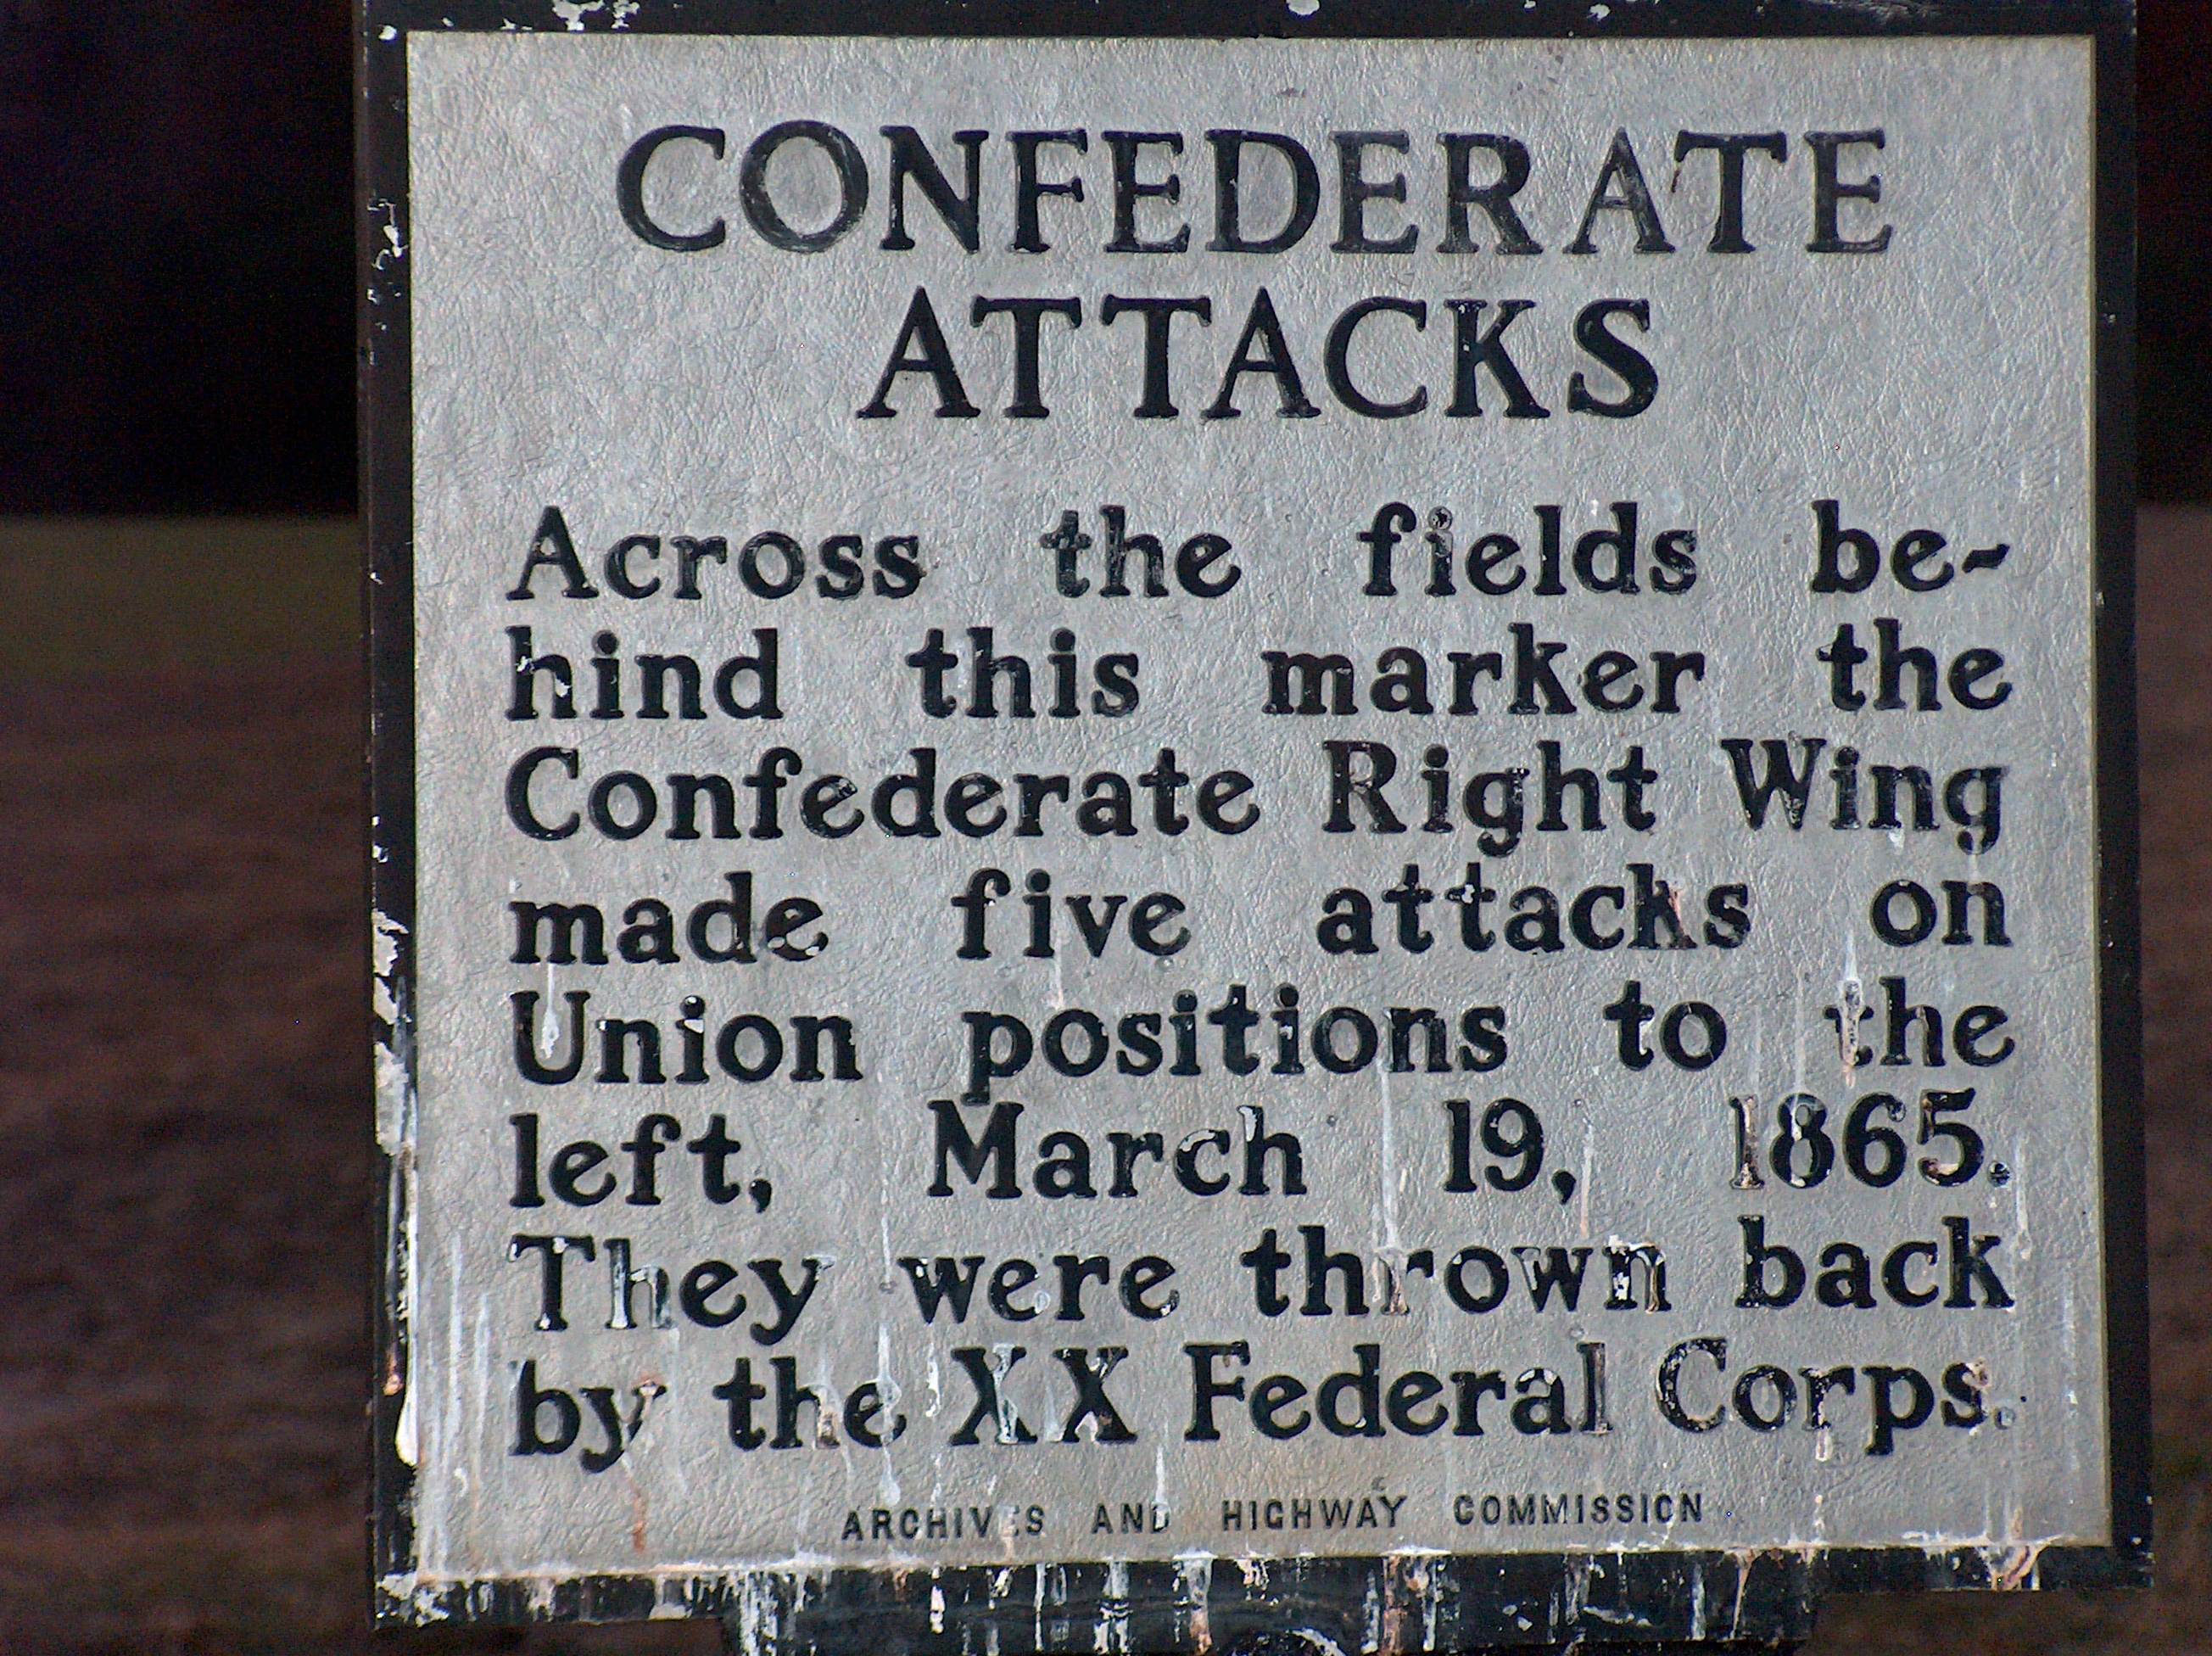 CONFEDERATE
ATTACKS
Across the fields be-
hind this marker the
Confederate Right Wing
made five attacks on
Union positions to the
left, March 19, 1865.
They were thrown back
by the XX Federal Corps.
ARCHIVES AND HIGHWAY COMMISSION